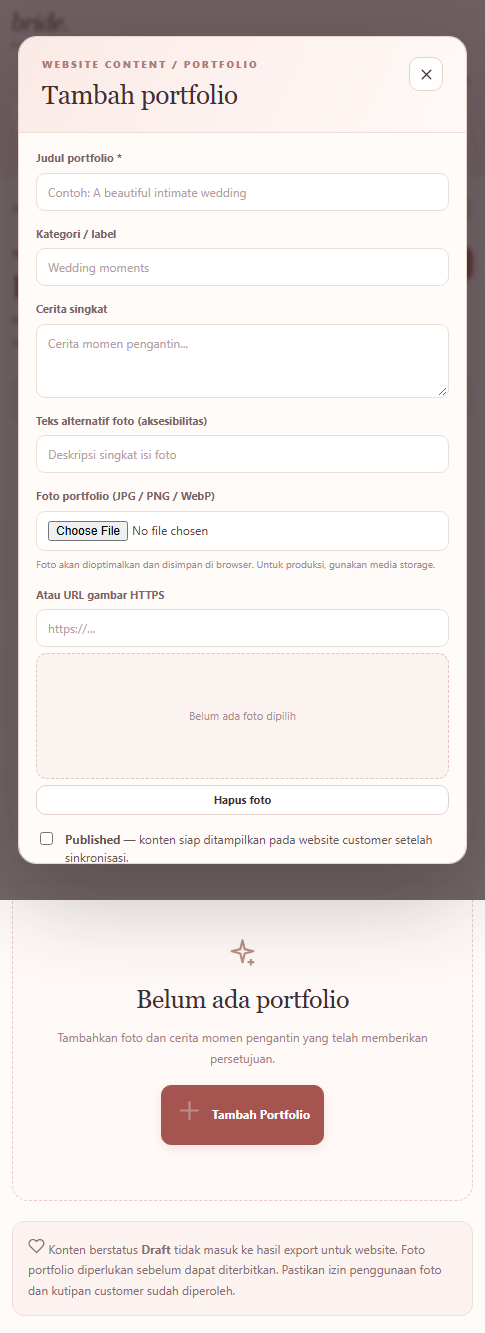 bride.
WEBSITE CONTENT / PORTFOLIO
Tambah portfolio
Judul portfolio *
Contoh: A beautiful intimate wedding
Kategori / label
Wedding moments
Cerita singkat
Cerita momen pengantin...
Teks alternatif foto (aksesibilitas)
Deskripsi singkat isi foto
Foto portfolio (JPG / PNG / WebP)
Choose File No file chosen
Foto akan dioptimalkan dan disimpan di browser. Untuk produksi, gunakan media storage.
Atau URL gambar HTTPS
https://...
Belum ada foto dipilih
Hapus foto
Published — konten siap ditampilkan pada website customer setelah
sinkronisasi.
Belum ada portfolio
Tambahkan foto dan cerita momen pengantin yang telah memberikan
persetujuan.
Tambah Portfolio
Konten berstatus Draft tidak masuk ke hasil export untuk website. Foto
portfolio diperlukan sebelum dapat diterbitkan. Pastikan izin penggunaan foto
dan kutipan customer sudah diperoleh.